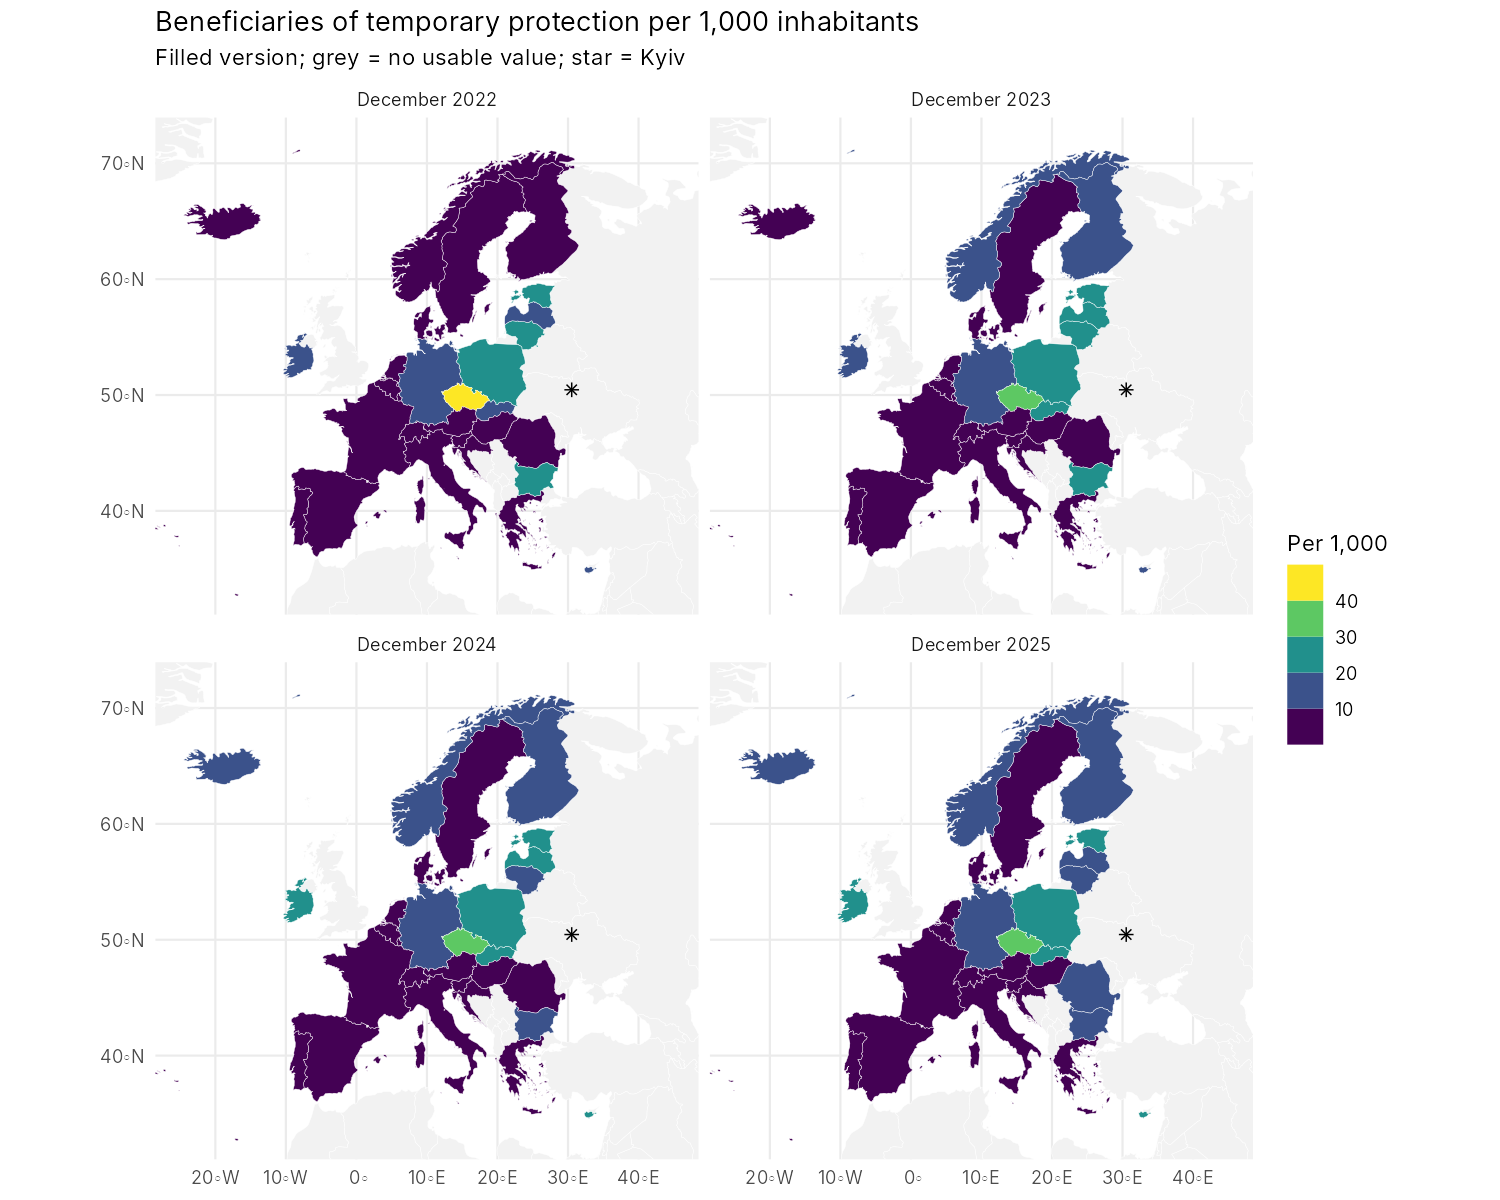 Beneficiaries of temporary protection per 1,000 inhabitants
Filled version; grey = no usable value; star = Kyiv
December 2022
December 2023
70°N
60°N
50°N
40°N
December 2024
December 2025
70°N
60°N
50°N
40°N
20°W 10°W 0° 10°E 20°E 30°E 40°E
20°W 10°W 0° 10°E 20°E 30°E 40°E
Per 1,000
40
30
20
10